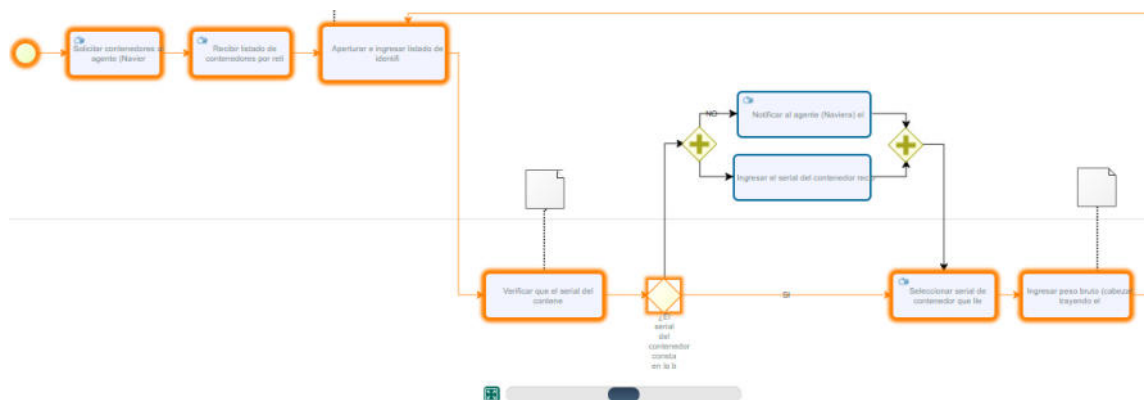 Solicitar contenedores a
agente (Navier
Recibir listado de
contenedores por reti
Aperturar e ingresar listado de
identifi
NO
Notificar al agente (Naviera) el
Ingresar el serial del contenedor
Verificar que el serial del
contene
¿El
serial
del
contenedor
consta
en la b
SI
Seleccionar serial de
contenedor que lle
Ingresar peso bruto (cabezal
trayendo el